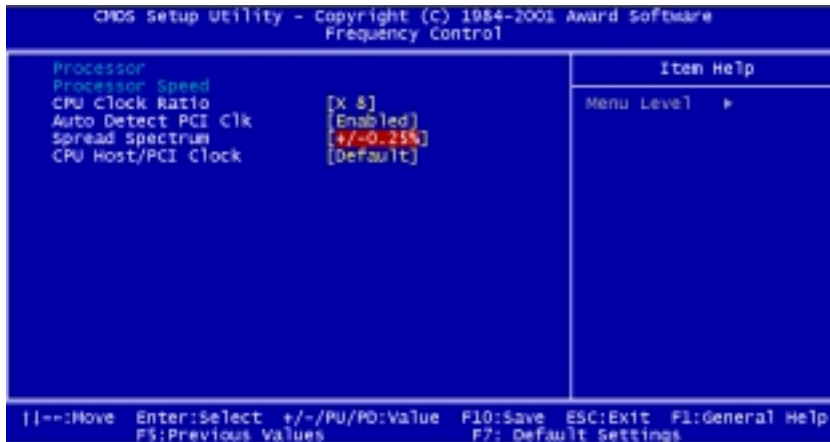 CMOS Setup Utility - Copyright (C) 1984-2001 Award Software
Frequency Control
Processor
Processor Speed
CPU Clock Ratio [X 8]
Auto Detect PCI Clk [Enabled]
Spread Spectrum [+/-0.25%]
CPU Host/PCI Clock [Default]
Item Help
Menu Level ▸
↑↓→←:Move Enter:Select +/-/PU/PD:Value F10:Save ESC:Exit F1:General Help
F5:Previous Values F7: Default Settings